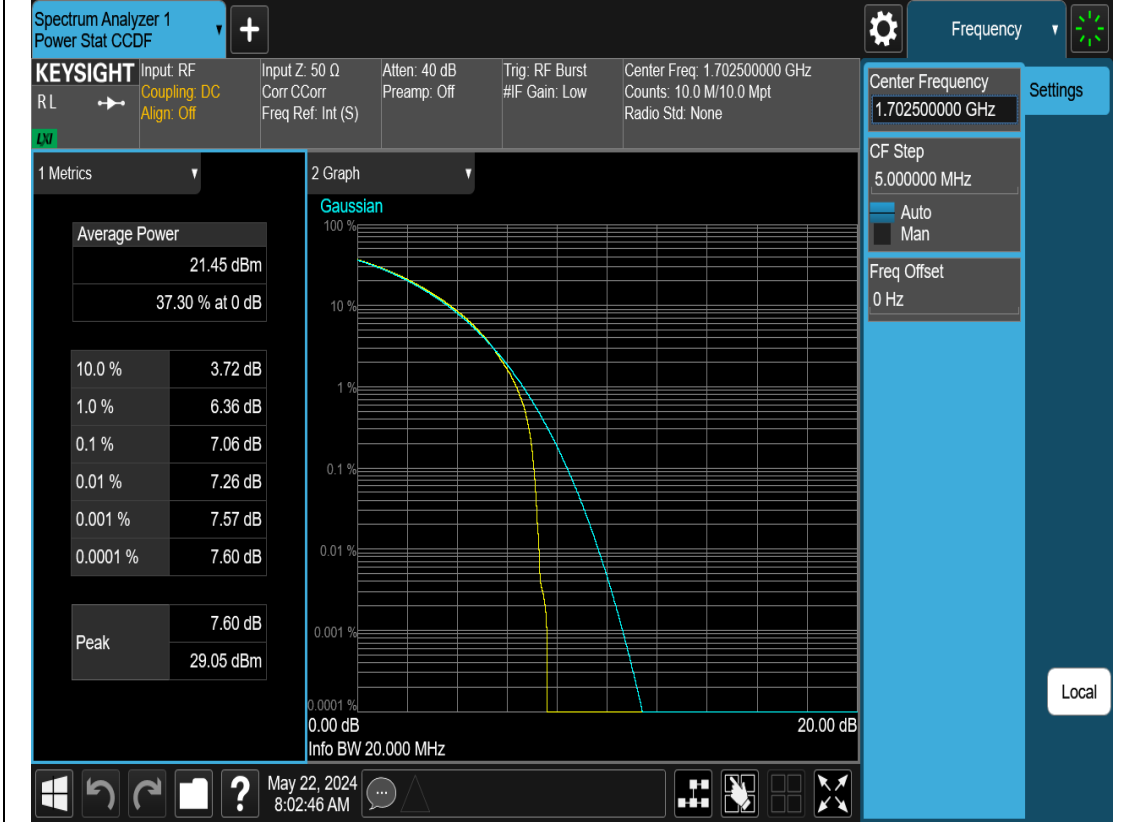 Spectrum Analyzer 1
Power Stat CCDF
+
Frequency
KEYSIGHT
RL
LXI
Input: RF
Coupling: DC
Align: Off
Input Z: 50 Ω
Corr CCorr
Freq Ref: Int (S)
Atten: 40 dB
Preamp: Off
Trig: RF Burst
#IF Gain: Low
Center Freq: 1.702500000 GHz
Counts: 10.0 M/10.0 Mpt
Radio Std: None
Center Frequency
1.702500000 GHz
Settings
CF Step
5.000000 MHz
Auto
Man
Freq Offset
0 Hz
Local
1 Metrics
Average Power
21.45 dBm
37.30 % at 0 dB
10.0 % 3.72 dB
1.0 % 6.36 dB
0.1 % 7.06 dB
0.01 % 7.26 dB
0.001 % 7.57 dB
0.0001 % 7.60 dB
Peak 7.60 dB
29.05 dBm
2 Graph
Gaussian
100 %
10 %
1 %
0.1 %
0.01 %
0.001 %
0.0001 %
0.00 dB 20.00 dB
Info BW 20.000 MHz
?
May 22, 2024
8:02:46 AM